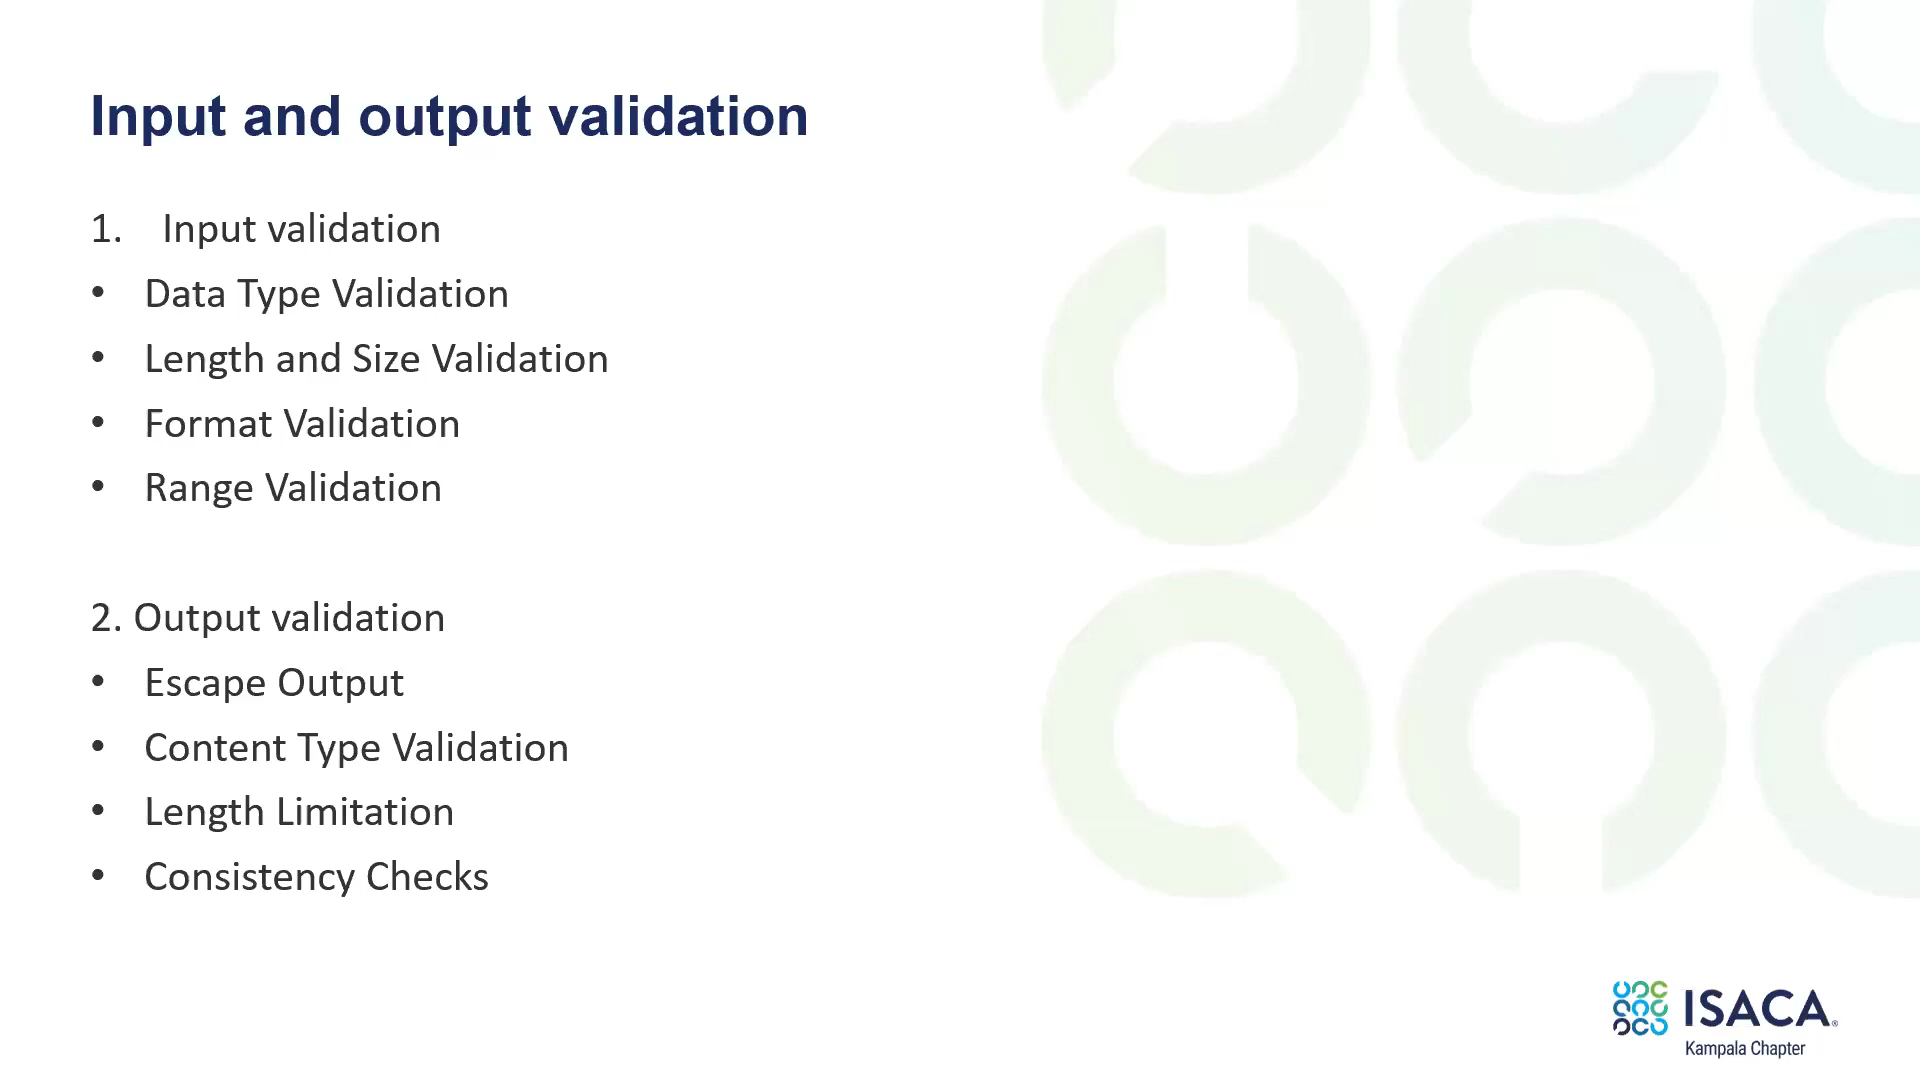 Input and output validation
1. Input validation
• Data Type Validation
• Length and Size Validation
• Format Validation
• Range Validation
2. Output validation
• Escape Output
• Content Type Validation
• Length Limitation
• Consistency Checks
ISACA®
Kampala Chapter